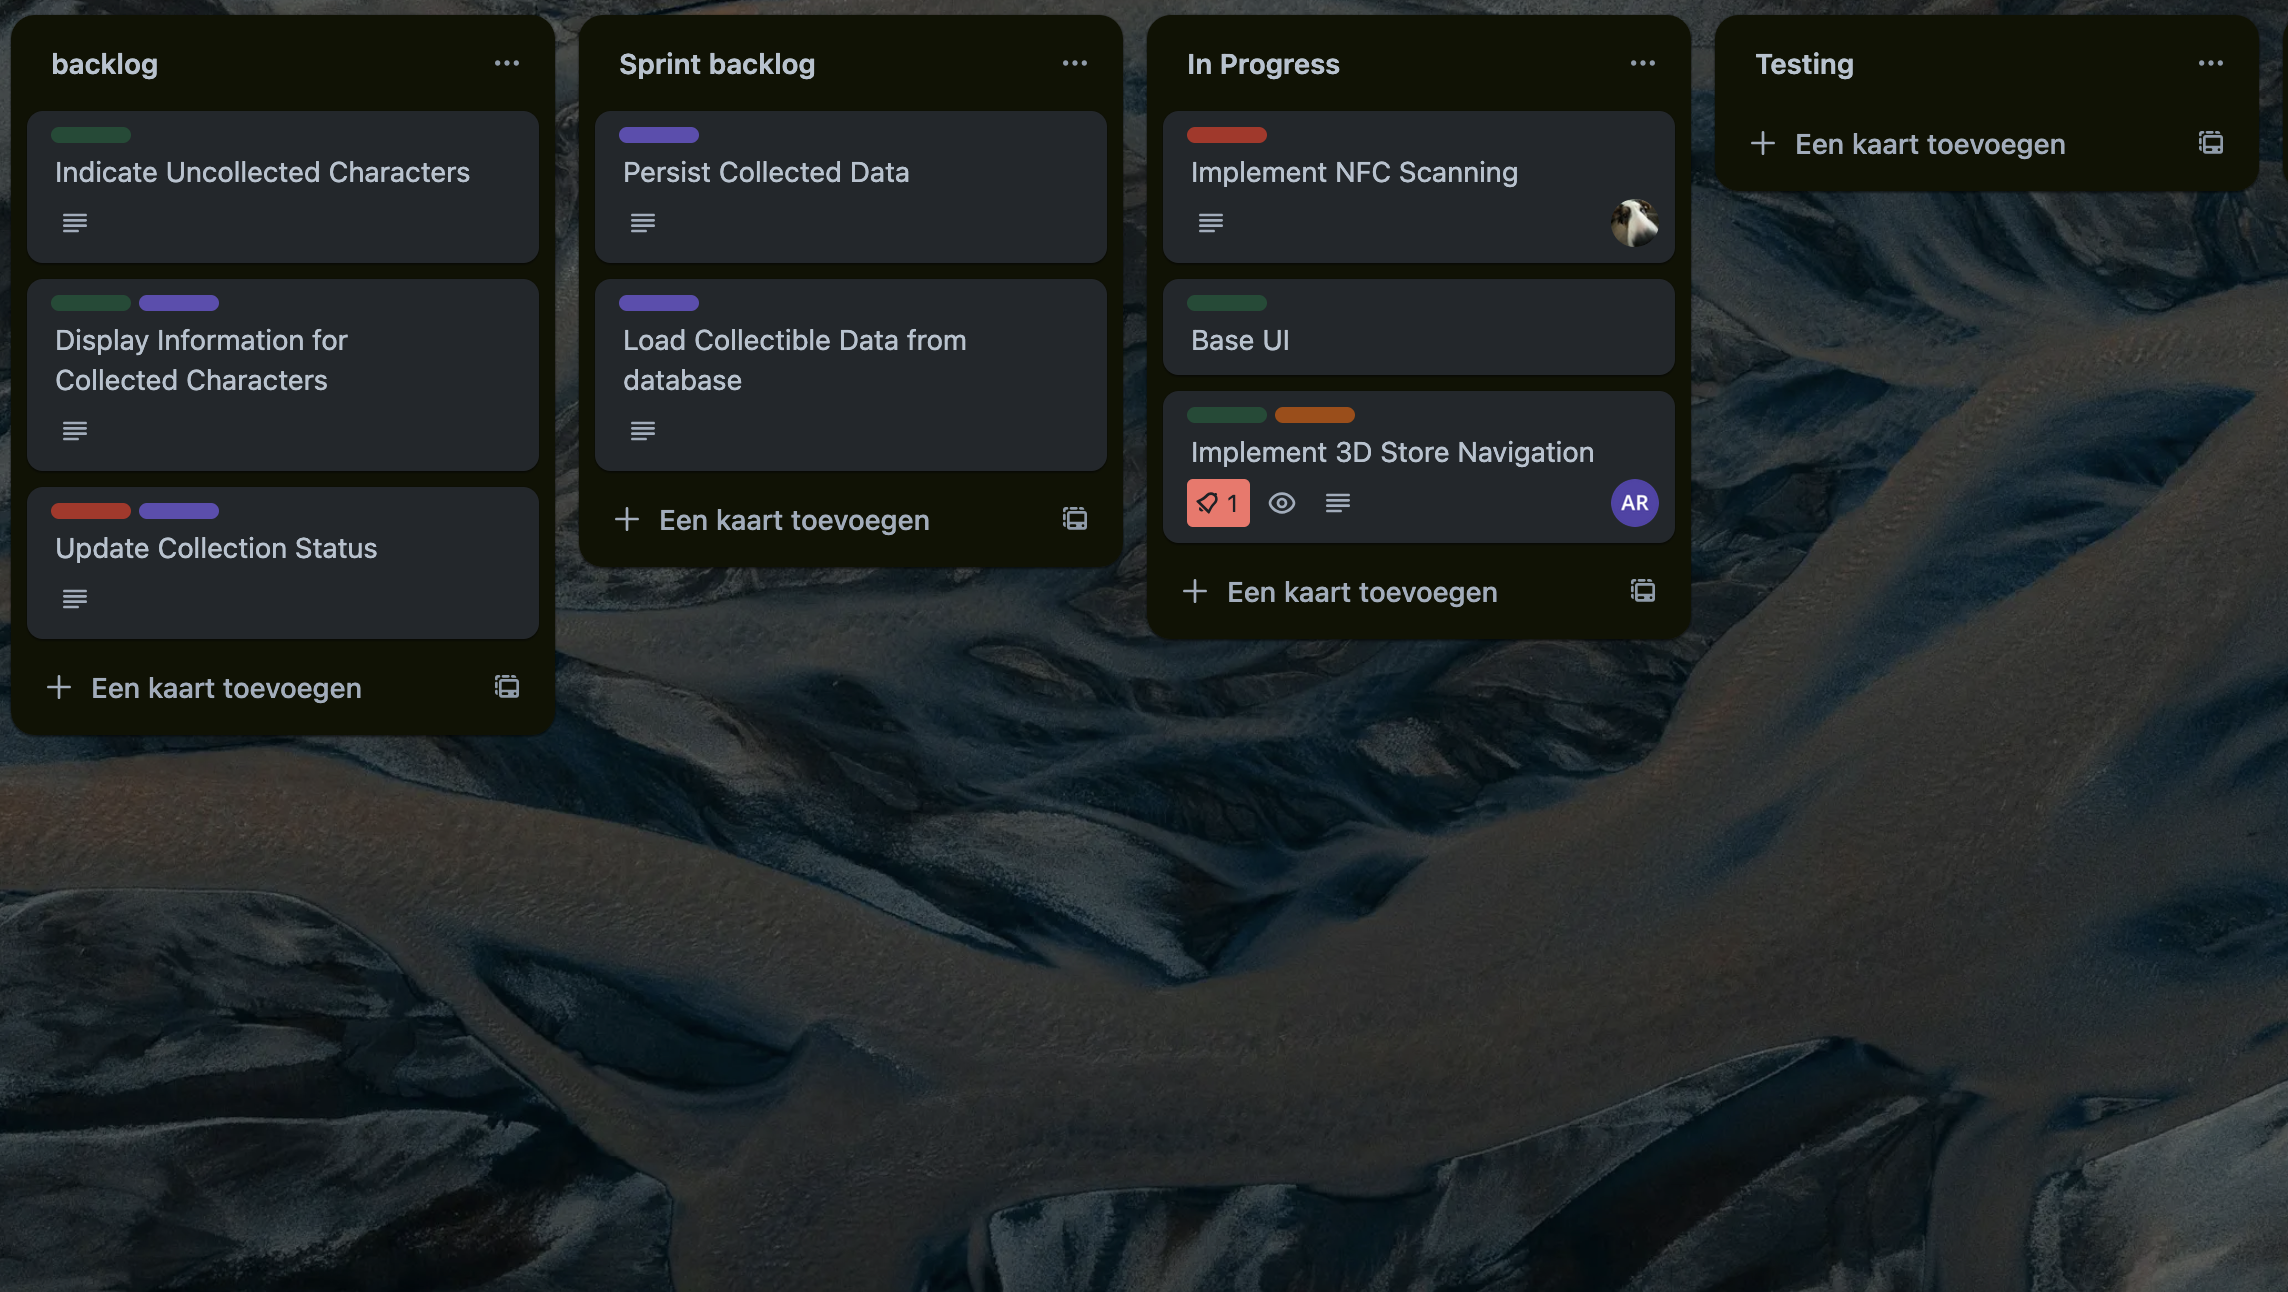 backlog
Indicate Uncollected Characters
Display Information for
Collected Characters
Update Collection Status
Een kaart toevoegen
Sprint backlog
Persist Collected Data
Load Collectible Data from
database
Een kaart toevoegen
In Progress
Implement NFC Scanning
Base UI
Implement 3D Store Navigation
1
AR
Een kaart toevoegen
Testing
Een kaart toevoegen